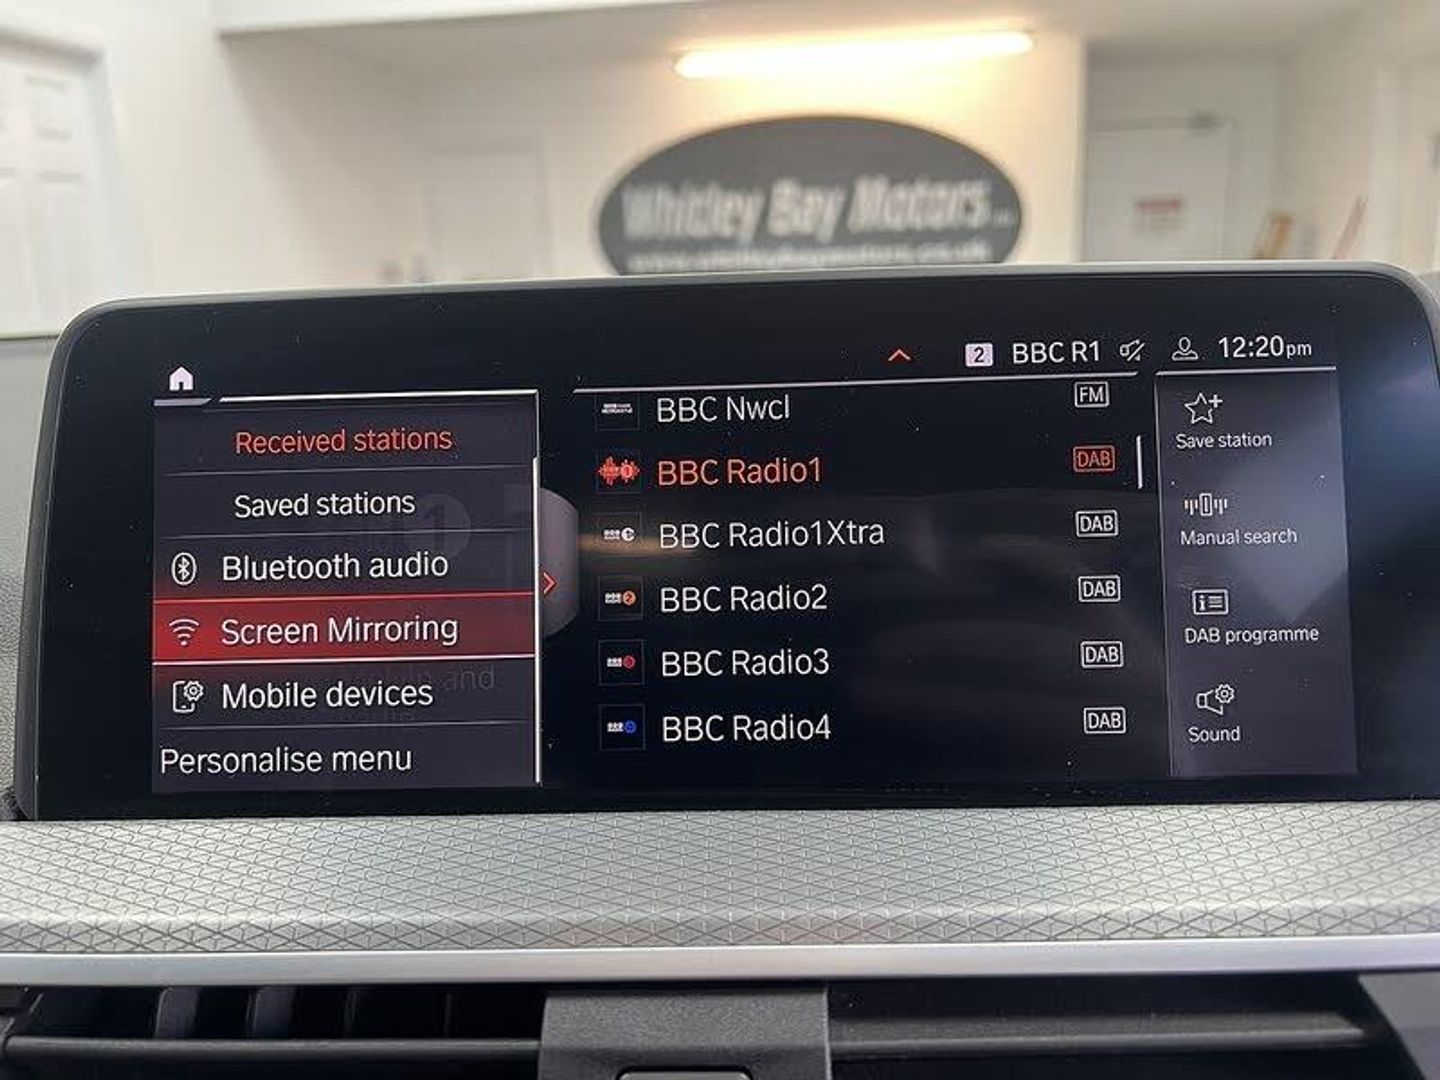 Whitley Bay Motors
2 BBC R1 12:20pm
Received stations
Saved stations
Bluetooth audio
Screen Mirroring
Mobile devices
Personalise menu
BBC Nwcl FM
BBC Radio1 DAB
BBC Radio1Xtra DAB
BBC Radio2 DAB
BBC Radio3 DAB
BBC Radio4 DAB
Save station
Manual search
DAB programme
Sound